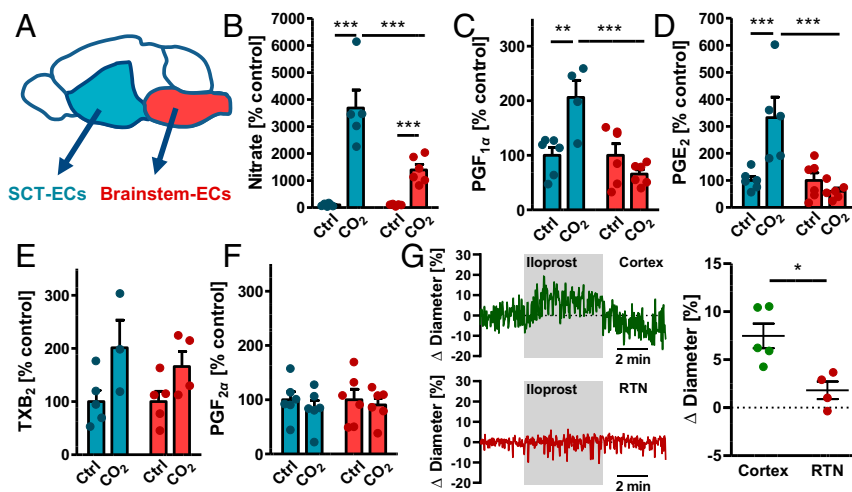 A
SCT-ECs Brainstem-ECs
B
Nitrate [% control]
7000
6000
5000
4000
3000
2000
1000
0
*** ***
***
Ctrl CO2 Ctrl CO2
C
PGF1α [% control]
300
200
100
0
** ***
Ctrl CO2 Ctrl CO2
D
PGE2 [% control]
700
600
500
400
300
200
100
0
*** ***
Ctrl CO2 Ctrl CO2
E
TXB2 [% control]
300
200
100
0
Ctrl CO2 Ctrl CO2
F
PGF2α [% control]
300
200
100
0
Ctrl CO2 Ctrl CO2
G
Δ Diameter [%]
30
20
10
0
-10
-20
Iloprost Cortex
2 min
Δ Diameter [%]
30
20
10
0
-10
-20
Iloprost RTN
2 min
Δ Diameter [%]
15
10
5
0
-5
*
Cortex RTN